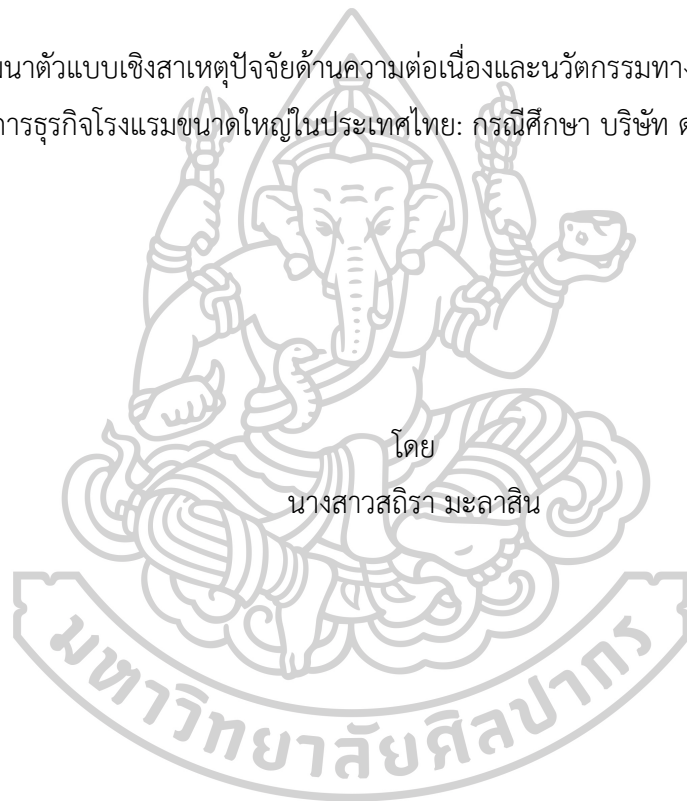 นาตัวแบบเชิงสาเหตุปัจจัยด้านความต่อเนื่องและนวัตกรรมทาง
การธุรกิจโรงแรมขนาดใหญ่ในประเทศไทย: กรณีศึกษา บริษัท
โดย
นางสาวสถิรา มะลาสิน
มหาวิทยาลัยศิลปากร